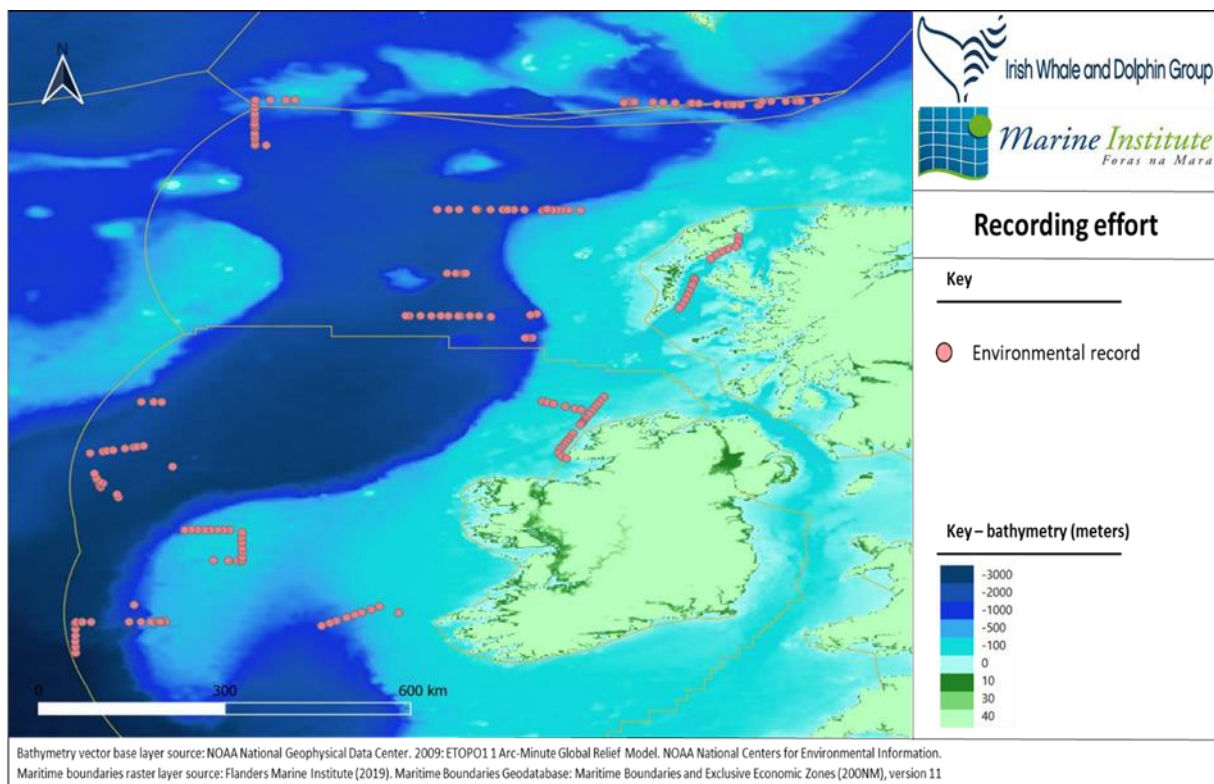 N
Irish Whale and Dolphin Group
Marine Institute
Foras na Mara
Recording effort
Key
Environmental record
Key – bathymetry (meters)
-3000
-2000
-1000
-500
-100
0
10
30
40
0 300 600 km
Bathymetry vector base layer source: NOAA National Geophysical Data Center. 2009: ETOPO1 1 Arc-Minute Global Relief Model. NOAA National Centers for Environmental Information.
Maritime boundaries raster layer source: Flanders Marine Institute (2019). Maritime Boundaries Geodatabase: Maritime Boundaries and Exclusive Economic Zones (200NM), version 11